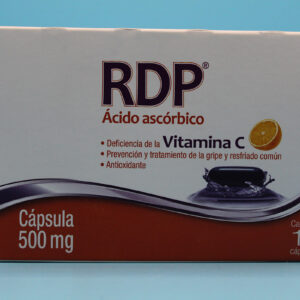 RDP®
Ácido ascórbico
• Deficiencia de la Vitamina C
• Prevención y tratamiento de la gripe y resfriado común
• Antioxidante
Cápsula
500 mg